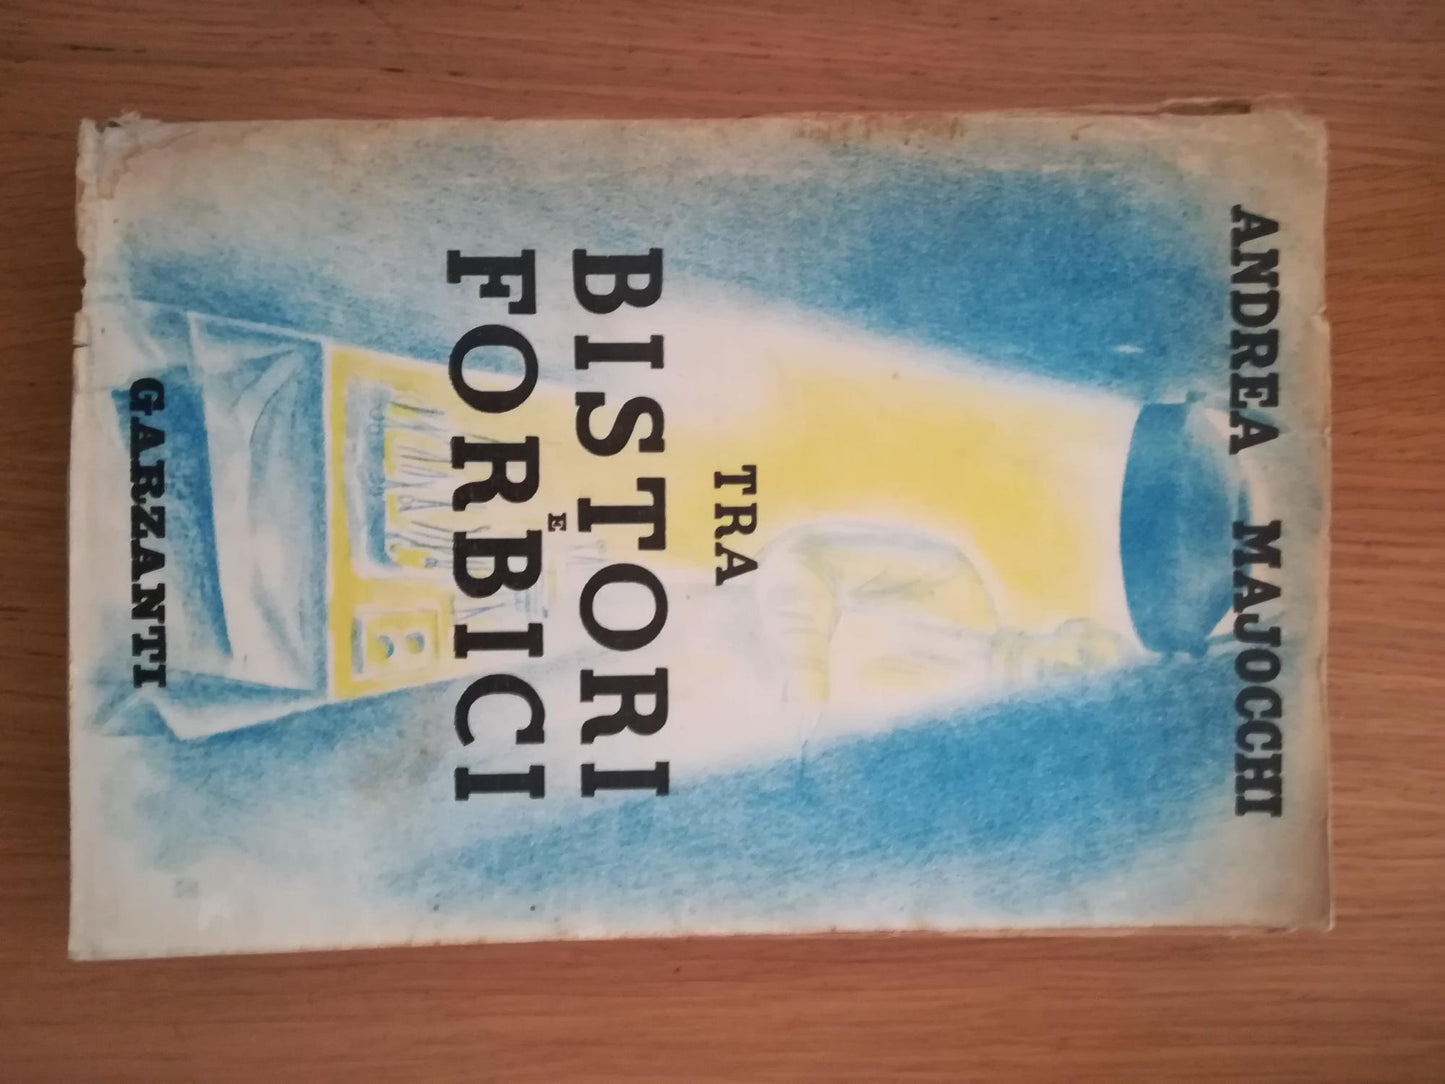 ANDREA MAJOCCHI
TRA
BISTORI
E
FORBICI
GARZANTI